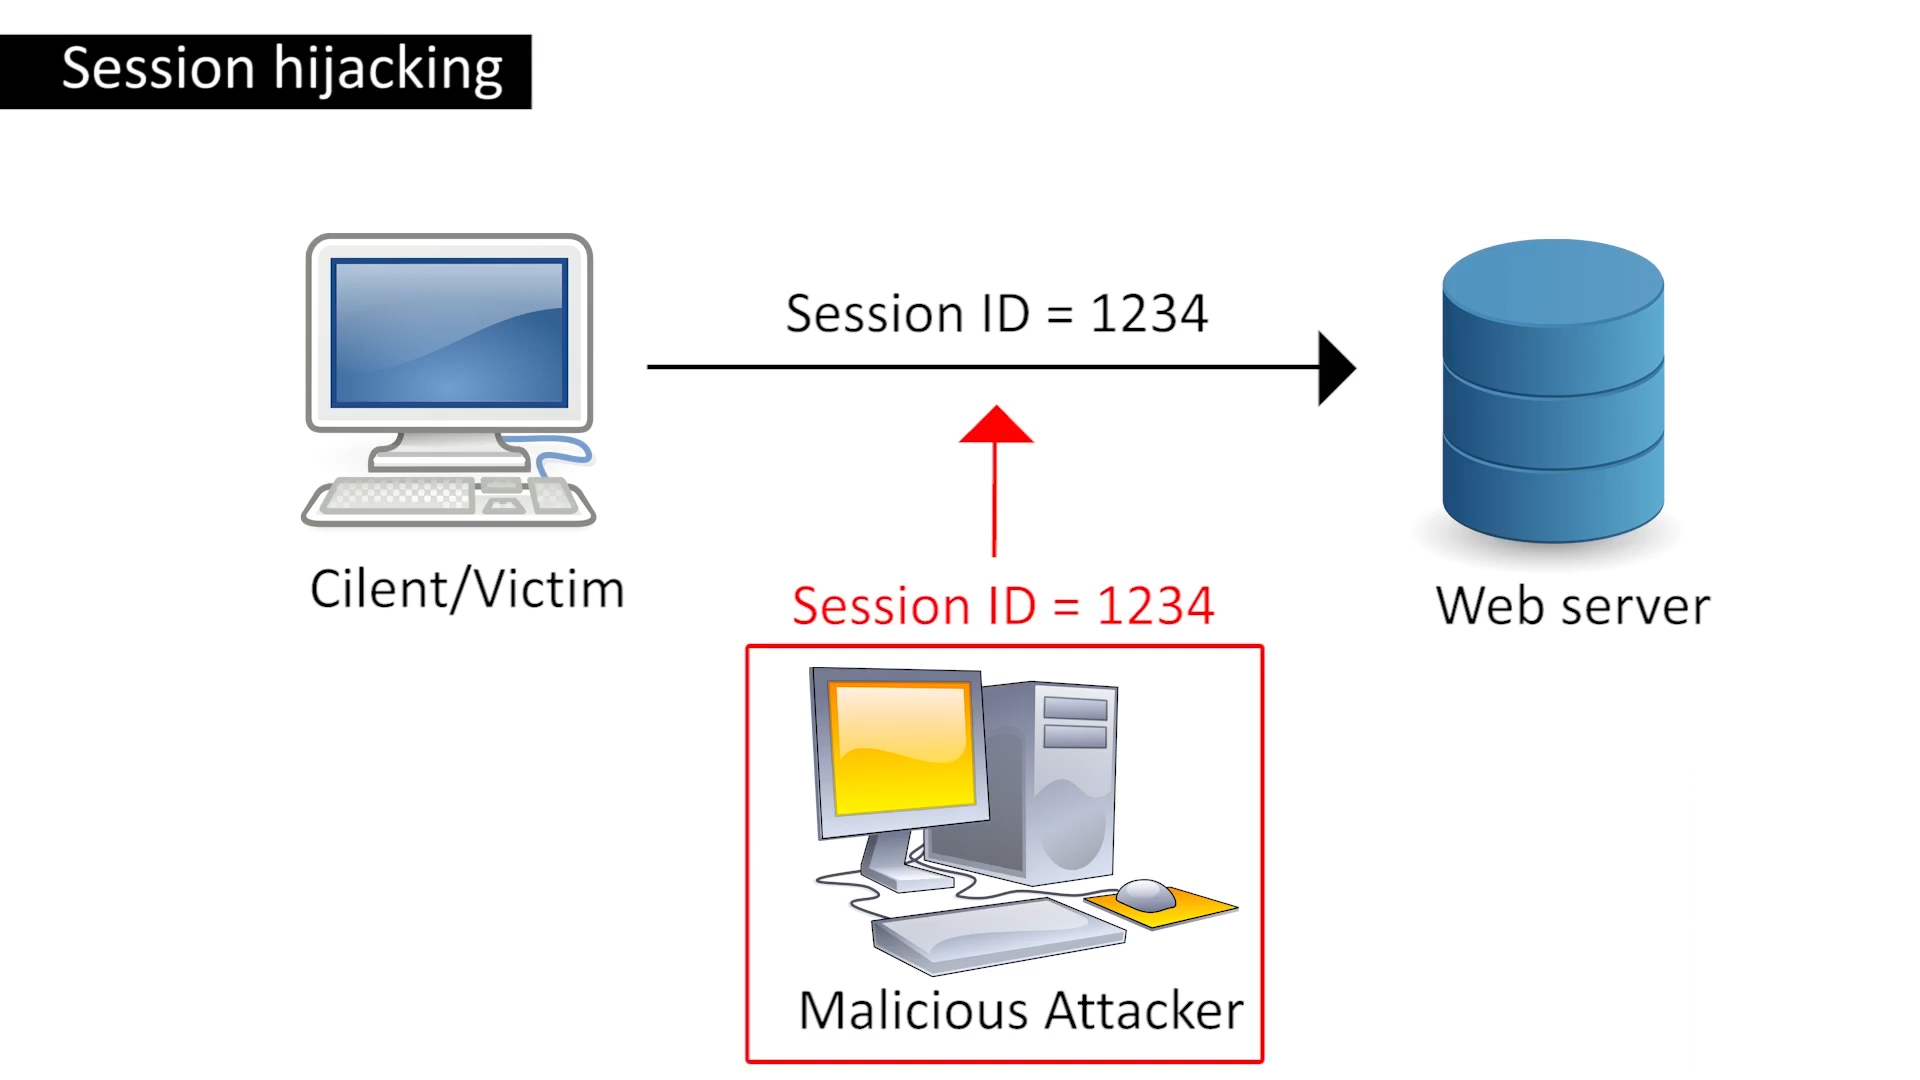 Session hijacking
Session ID = 1234
Cilent/Victim
Session ID = 1234
Web server
Malicious Attacker